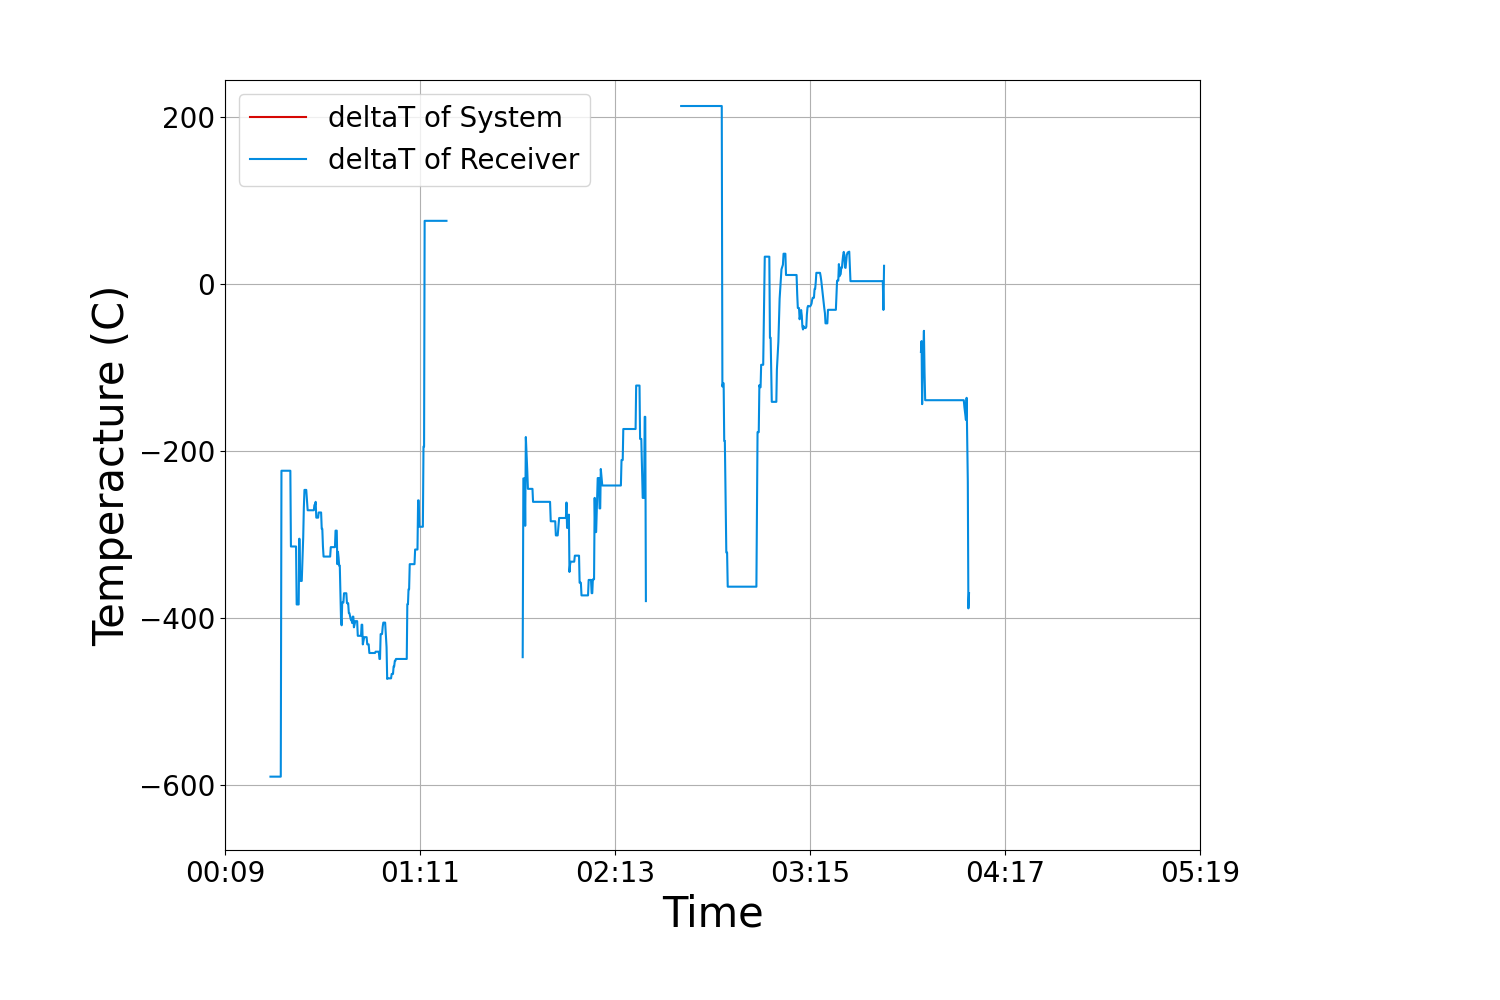 deltaT of System
deltaT of Receiver
200
0
−200
−400
−600
Temperacture (C)
00:09 01:11 02:13 03:15 04:17 05:19
Time